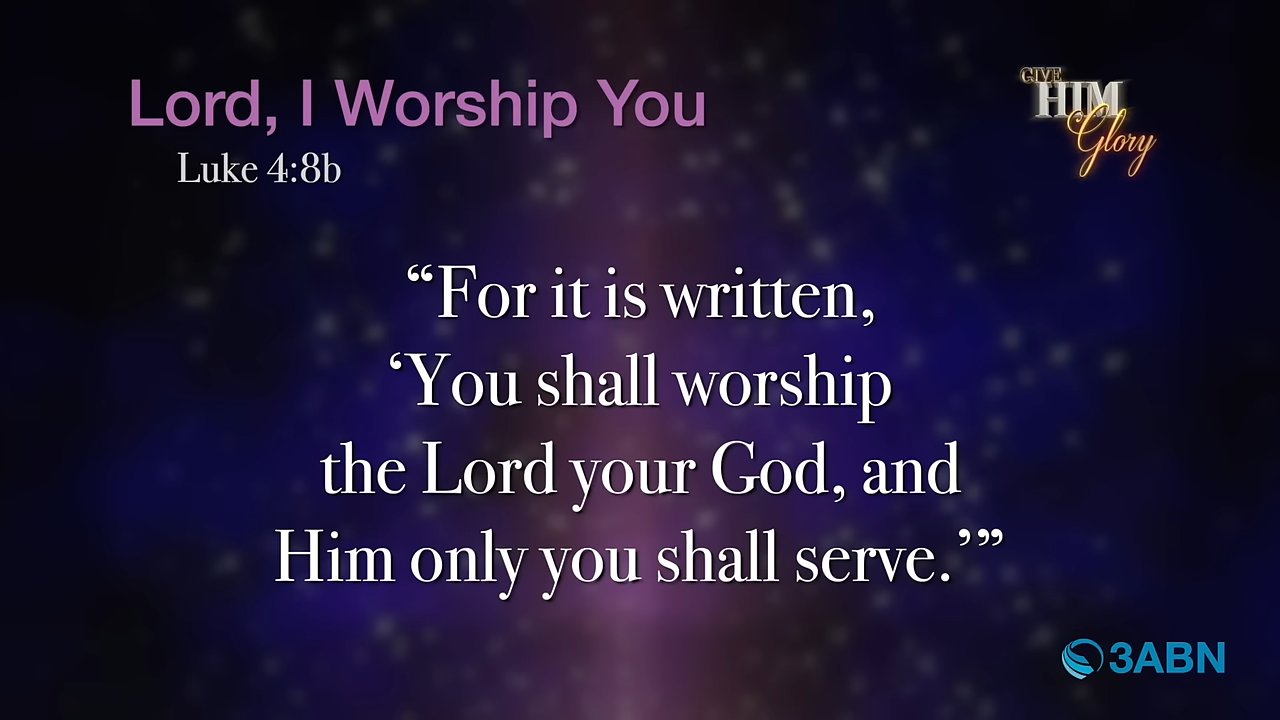 Lord, I Worship You
Luke 4:8b
GIVE
HIM
Glory
“For it is written,
‘You shall worship
the Lord your God, and
Him only you shall serve.’”
3ABN